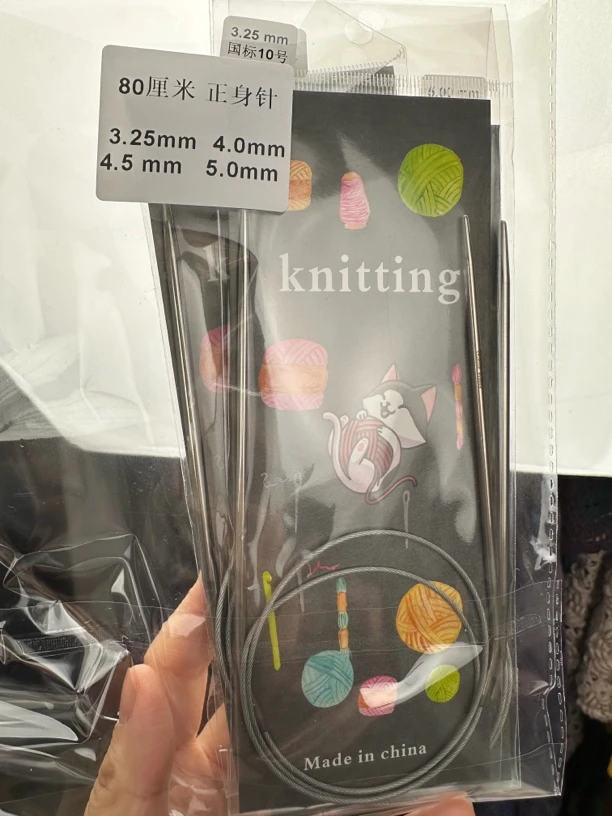 3.25 mm
国标10号
80厘米 正身针
3.25mm 4.0mm
4.5 mm 5.0mm
knitting
Made in china